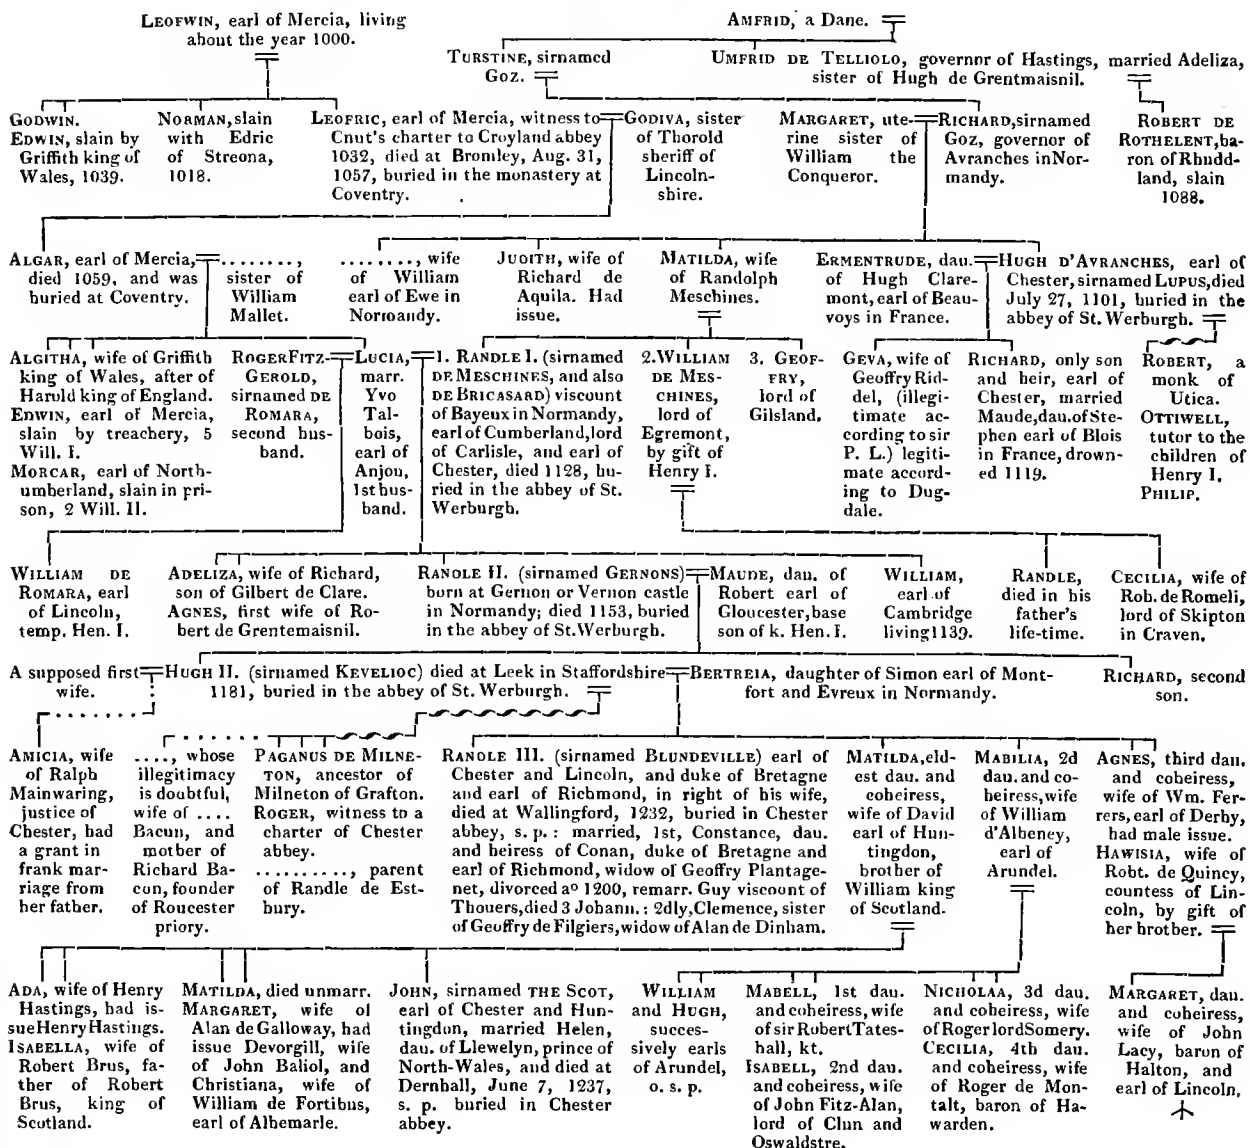 LEOFWIN, earl of Mercia, living
about the year 1000.
AMFRID, a Dane.
TURSTINE, sirnamed
Goz.
UMFRID DE TELLIOLO, governor of Hastings, married Adeliza,
sister of Hugh de Grentmaisnil.
GODWIN.
EDWIN, slain by
Griffith king of
Wales, 1039.
NORMAN, slain
with Edric
of Streona,
1018.
LEOFRIC, earl of Mercia, witness to
Cnut's charter to Croyland abbey
1032, died at Bromley, Aug. 31,
1057, buried in the monastery at
Coventry.
GODIVA, sister
of Thorold
sheriff of
Lincoln-
shire.
MARGARET, ute-
rine sister of
William the
Conqueror.
RICHARD, sirnamed
Goz, governor of
Avranches in Nor-
mandy.
ROBERT DE
ROTHELENT, ba-
ron of Rhudd-
land, slain
1088.
ALGAR, earl of Mercia,
died 1059, and was
buried at Coventry.
........,
sister of
William
Mallet.
........, wife
of William
earl of Ewe in
Normandy.
JUDITH, wife of
Richard de
Aquila. Had
issue.
MATILDA, wife
of Randolph
Meschines.
ERMENTRUDE, dau.
of Hugh Clare-
mont, earl of Beau-
voys in France.
HUGH D'AVRANCHES, earl of
Chester, sirnamed LUPUS, died
July 27, 1101, buried in the
abbey of St. Werburgh.
ALGITHA, wife of Griffith
king of Wales, after of
Harold king of England.
EDWIN, earl of Mercia,
slain by treachery, 5
Will. I.
MORCAR, earl of North-
umberland, slain in pri-
son, 2 Will. II.
ROGER FITZ-
GEROLD,
sirnamed DE
ROMARA,
second hus-
band.
LUCIA,
marr.
Yvo
Tal-
bois,
earl of
Anjou,
1st hus-
band.
1. RANDLE I. (sirnamed
DE MESCHINES, and also
DE BRICASARD) viscount
of Bayeux in Normandy,
earl of Cumberland, lord
of Carlisle, and earl of
Chester, died 1128, bu-
ried in the abbey of St.
Werburgh.
2. WILLIAM
DE MES-
CHINES,
lord of
Egremont,
by gift of
Henry I.
3. GEOF-
FRY,
lord of
Gilsland.
GEVA, wife of
Geoffry Rid-
del, (illegi-
timate ac-
cording to sir
P. L.) legiti-
mate accord-
ing to Dug-
dale.
RICHARD, only son
and heir, earl of
Chester, married
Maude, dau. of Ste-
phen earl of Blois
in France, drown-
ed 1119.
ROBERT, a
monk of
Utica.
OTTIWELL,
tutor to the
children of
Henry I.
PHILIP.
WILLIAM DE
ROMARA, earl
of Lincoln,
temp. Hen. I.
ADELIZA, wife of Richard,
son of Gilbert de Clare.
AGNES, first wife of Ro-
bert de Grentemaisnil.
RANDLE II. (sirnamed GERNONS)
born at Gernon or Vernon castle
in Normandy; died 1153, buried
in the abbey of St. Werburgh.
MAUDE, dau. of
Robert earl of
Gloucester, base
son of k. Hen. I.
WILLIAM,
earl of
Cambridge
living 1139.
RANDLE,
died in his
father's
life-time.
CECILIA, wife of
Rob. de Romeli,
lord of Skipton
in Craven.
A supposed first
wife.
HUGH II. (sirnamed KEVELIOC) died at Leek in Staffordshire
1181, buried in the abbey of St. Werburgh.
BERTREIA, daughter of Simon earl of Mont-
fort and Evreux in Normandy.
RICHARD, second
son.
AMICIA, wife
of Ralph
Mainwaring,
justice of
Chester, had
a grant in
frank mar-
riage from
her father.
...., whose
illegitimacy
is doubtful,
wife of ....
Bacun, and
mother of
Richard Ba-
cun, founder
of Roucester
priory.
PAGANUS DE MILNE-
TON, ancestor of
Milneton of Grafton.
ROGER, witness to a
charter of Chester
abbey.
.........., parent
of Randle de Est-
bury.
RANDLE III. (sirnamed BLUNDEVILLE) earl of
Chester and Lincoln, and duke of Bretagne
and earl of Richmond, in right of his wife,
died at Wallingford, 1232, buried in Chester
abbey, s. p. : married, 1st, Constance, dau.
and heiress of Conan, duke of Bretagne and
earl of Richmond, widow of Geoffry Plantage-
net, divorced aº 1200, remarr. Guy viscount of
Thouers, died 3 Johann. : 2dly, Clemence, sister
of Geoffry de Filgiers, widow of Alan de Dinham.
MATILDA, eld-
est dau. and
coheiress,
wife of David
earl of Hun-
tingdon,
brother of
William king
of Scotland.
MABILIA, 2d
dau. and co-
heiress, wife
of William
d'Albeney,
earl of
Arundel.
AGNES, third dau.
and coheiress,
wife of Wm. Fer-
rers, earl of Derby,
had male issue.
HAWISIA, wife of
Robt. de Quincy,
countess of Lin-
coln, by gift of
her brother.
ADA, wife of Henry
Hastings, had is-
sue Henry Hastings.
ISABELLA, wife of
Robert Brus, fa-
ther of Robert
Brus, king of
Scotland.
MATILDA, died unmarr.
MARGARET, wife of
Alan de Galloway, had
issue Devorgill, wife
of John Baliol, and
Christiana, wife of
William de Fortibus,
earl of Albemarle.
JOHN, sirnamed THE SCOT,
earl of Chester and Hun-
tingdon, married Helen,
dau. of Llewelyn, prince of
North-Wales, and died at
Dernhall, June 7, 1237,
s. p. buried in Chester
abbey.
WILLIAM
and HUGH,
succes-
sively earls
of Arundel,
o. s. p.
MABELL, 1st dau.
and coheiress, wife
of sir Robert Tates-
hall, kt.
ISABELL, 2nd dau.
and coheiress, wife
of John Fitz-Alan,
lord of Clun and
Oswaldstre.
NICHOLAA, 3d dau.
and coheiress, wife
of Roger lord Somery.
CECILIA, 4th dau.
and coheiress, wife
of Roger de Mon-
talt, baron of Ha-
warden.
MARGARET, dau.
and coheiress,
wife of John
Lacy, baron of
Halton, and
earl of Lincoln.